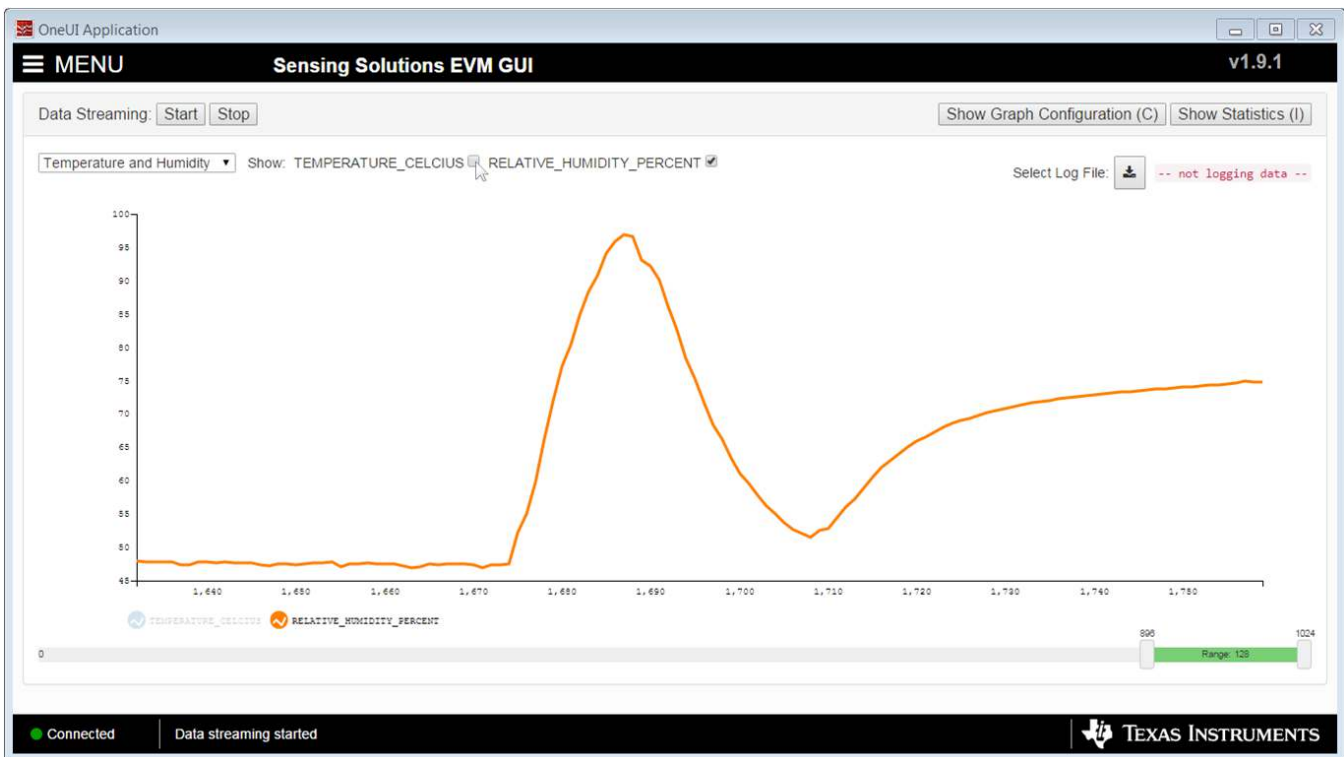 OneUI Application
MENU Sensing Solutions EVM GUI v1.9.1
Data Streaming: Start Stop Show Graph Configuration (C) Show Statistics (I)
Temperature and Humidity Show: TEMPERATURE_CELCIUS RELATIVE_HUMIDITY_PERCENT Select Log File: -- not logging data --
100
95
90
85
80
75
70
65
60
55
50
45
1,640 1,650 1,660 1,670 1,680 1,690 1,700 1,710 1,720 1,730 1,740 1,750
TEMPERATURE_CELCIUS RELATIVE_HUMIDITY_PERCENT
896 1024
0 Range: 128
Connected Data streaming started TEXAS INSTRUMENTS